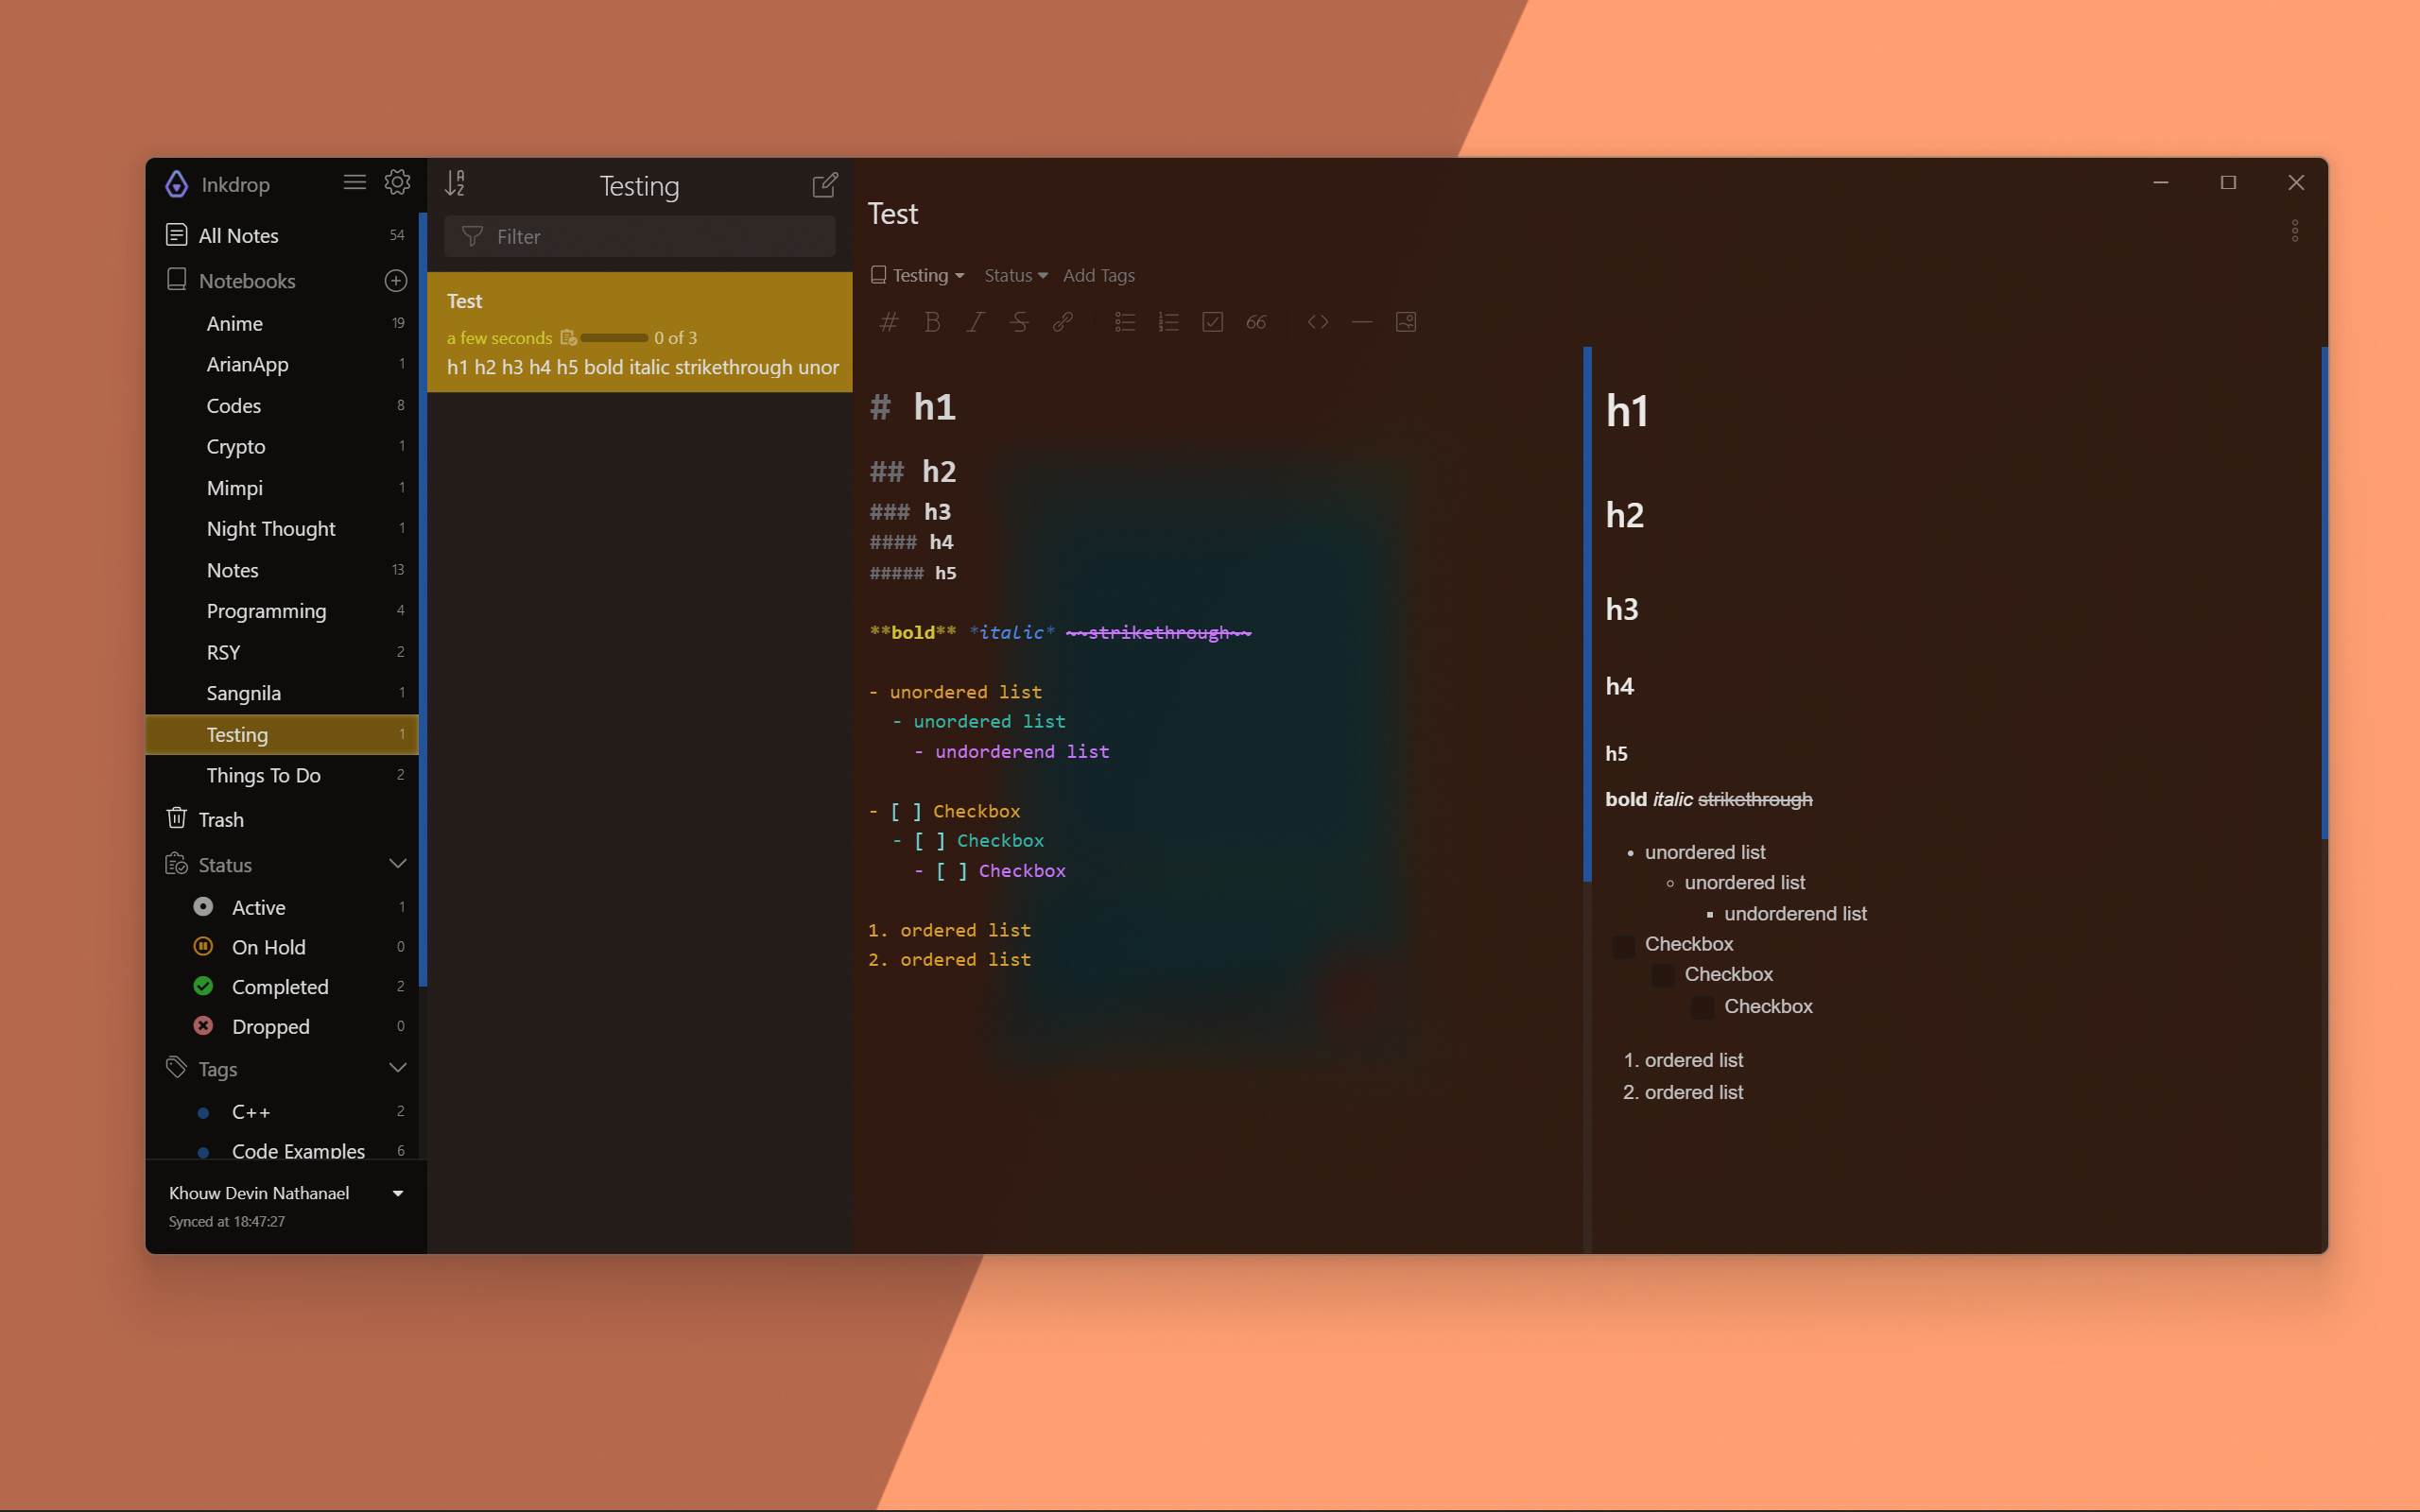 Inkdrop
All Notes 54
Notebooks
Anime 19
ArianApp 1
Codes 8
Crypto 1
Mimpi 1
Night Thought 1
Notes 13
Programming 4
RSY 2
Sangnila 1
Testing 1
Things To Do 2
Trash
Status
Active 1
On Hold 0
Completed 2
Dropped 0
Tags
C++ 2
Code Examples 6
Khouw Devin Nathanael
Synced at 18:47:27
Testing
Filter
Test
a few seconds 0 of 3
h1 h2 h3 h4 h5 bold italic strikethrough unor
Test
Testing Status Add Tags
# h1
## h2
### h3
#### h4
##### h5
**bold** *italic* ~~strikethrough~~
- unordered list
- unordered list
- undorderend list
- [ ] Checkbox
- [ ] Checkbox
- [ ] Checkbox
1. ordered list
2. ordered list
h1
h2
h3
h4
h5
bold italic strikethrough
• unordered list
◦ unordered list
▪ undorderend list
Checkbox
Checkbox
Checkbox
1. ordered list
2. ordered list